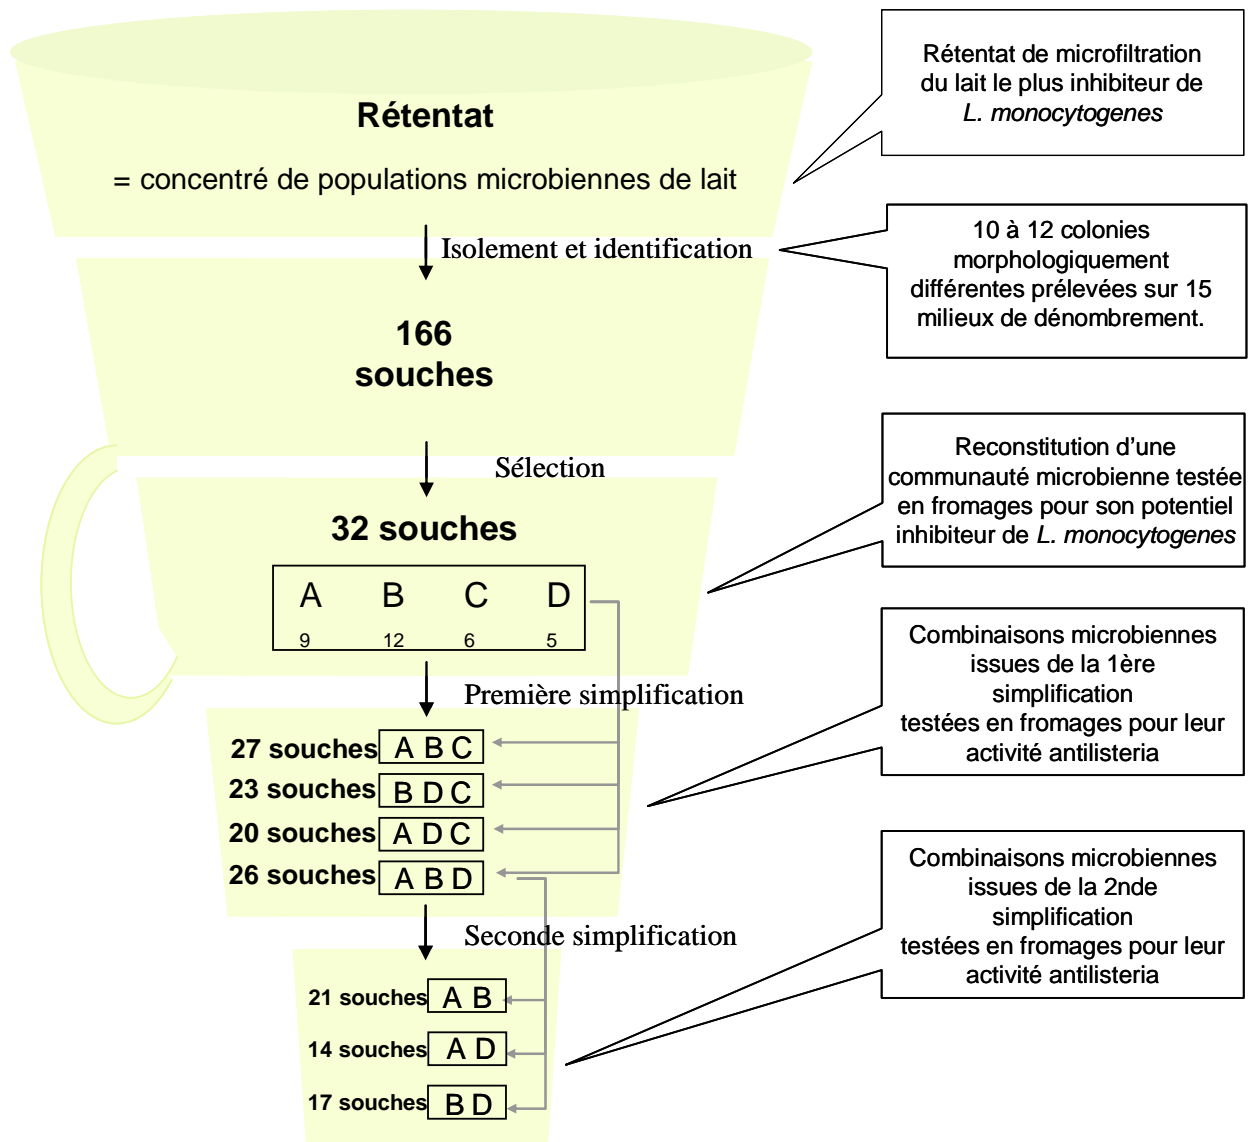 Rétentat
= concentré de populations microbiennes de lait
Rétentat de microfiltration
du lait le plus inhibiteur de
L. monocytogenes
Isolement et identification
10 à 12 colonies
morphologiquement
différentes prélevées sur 15
milieux de dénombrement.
166
souches
Sélection
Reconstitution d’une
communauté microbienne testée
en fromages pour son potentiel
inhibiteur de L. monocytogenes
32 souches
A B C D
9 12 6 5
Première simplification
Combinaisons microbiennes
issues de la 1ère
simplification
testées en fromages pour leur
activité antilisteria
27 souches A B C
23 souches B D C
20 souches A D C
26 souches A B D
Seconde simplification
Combinaisons microbiennes
issues de la 2nde
simplification
testées en fromages pour leur
activité antilisteria
21 souches A B
14 souches A D
17 souches B D